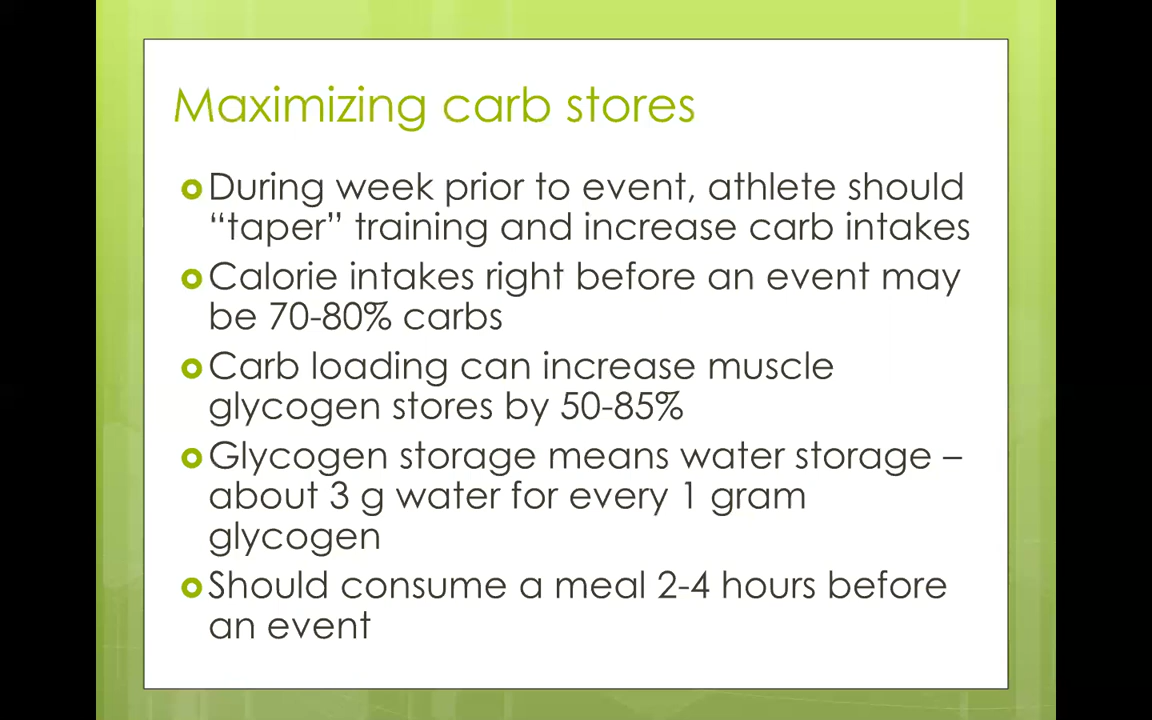 Maximizing carb stores
During week prior to event, athlete should
“taper” training and increase carb intakes
Calorie intakes right before an event may
be 70-80% carbs
Carb loading can increase muscle
glycogen stores by 50-85%
Glycogen storage means water storage –
about 3 g water for every 1 gram
glycogen
Should consume a meal 2-4 hours before
an event